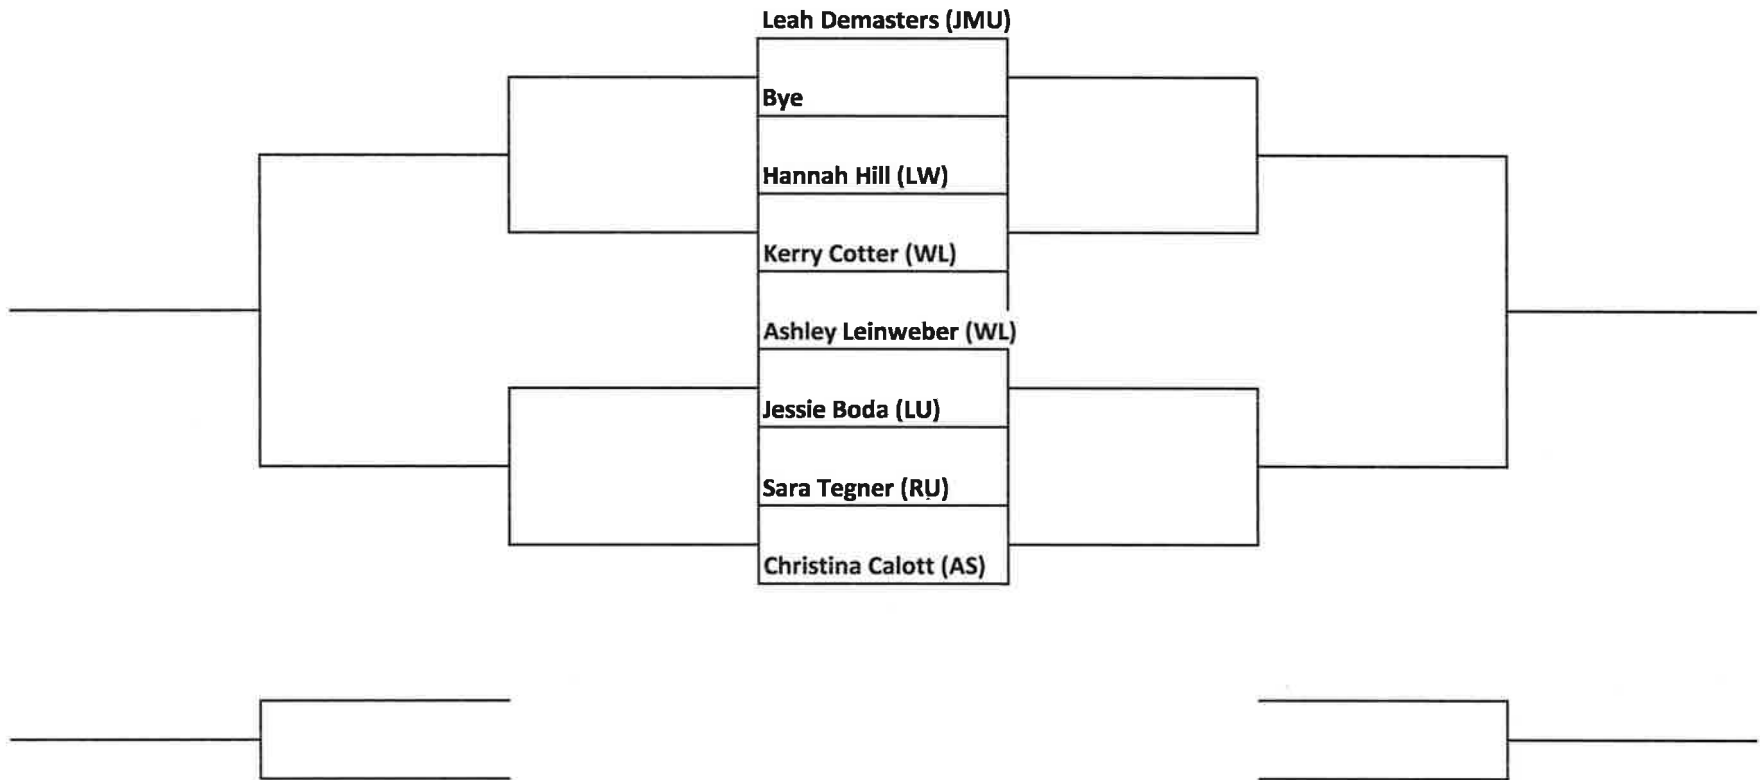 Leah Demasters (JMU)
Bye
Hannah Hill (LW)
Kerry Cotter (WL)
Ashley Leinweber (WL)
Jessie Boda (LU)
Sara Tegner (RU)
Christina Calott (AS)